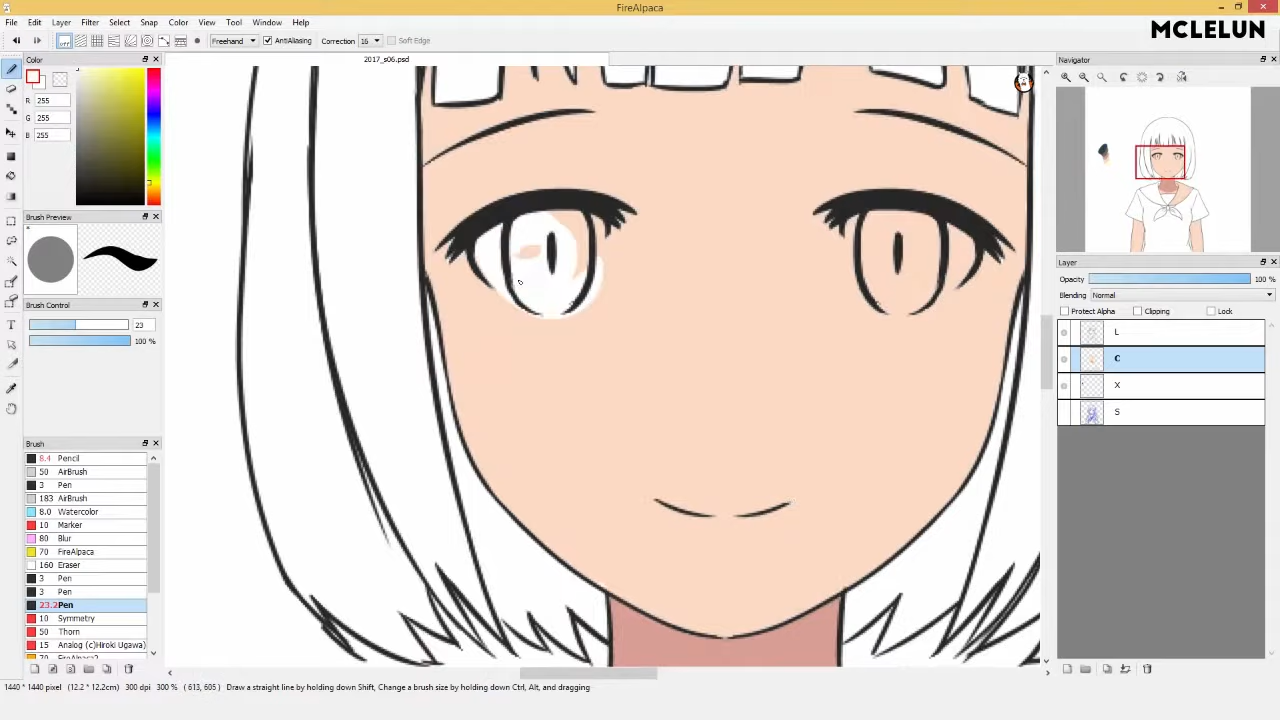 FireAlpaca
File Edit Layer Filter Select Snap Color View Tool Window Help
MCLELUN
OFF Freehand AntiAliasing Correction 16 Soft Edge
Color
2017_s06.psd
Navigator
R 255
G 255
B 255
Brush Preview
Layer
Opacity 100 %
Blending Normal
Brush Control
Protect Alpha Clipping Lock
23
L
100 %
C
X
S
Brush
8.4 Pencil
50 AirBrush
3 Pen
183 AirBrush
8.0 Watercolor
10 Marker
80 Blur
70 FireAlpaca
160 Eraser
3 Pen
3 Pen
23.2 Pen
10 Symmetry
50 Thorn
15 Analog (c)Hiroki Ugawa)
70 FireAlpaca2
1440 * 1440 pixel (12.2 * 12.2cm) 300 dpi 300 % ( 613, 605 ) Draw a straight line by holding down Shift, Change a brush size by holding down Ctrl, Alt, and dragging